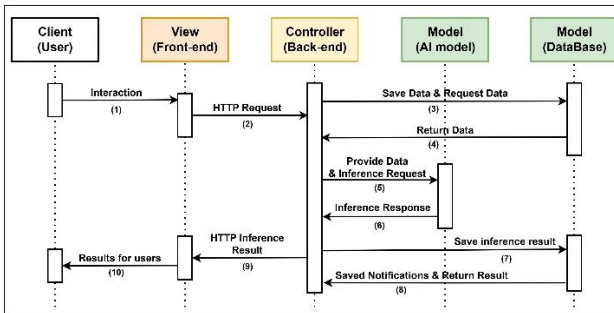 Client
(User)
View
(Front-end)
Controller
(Back-end)
Model
(AI model)
Model
(DataBase)
Interaction
(1)
HTTP Request
(2)
Save Data & Request Data
(3)
Return Data
(4)
Provide Data
& Inference Request
(5)
Inference Response
(6)
HTTP Inference
Result
(9)
Save inference result
(7)
Results for users
(10)
Saved Notifications & Return Result
(8)